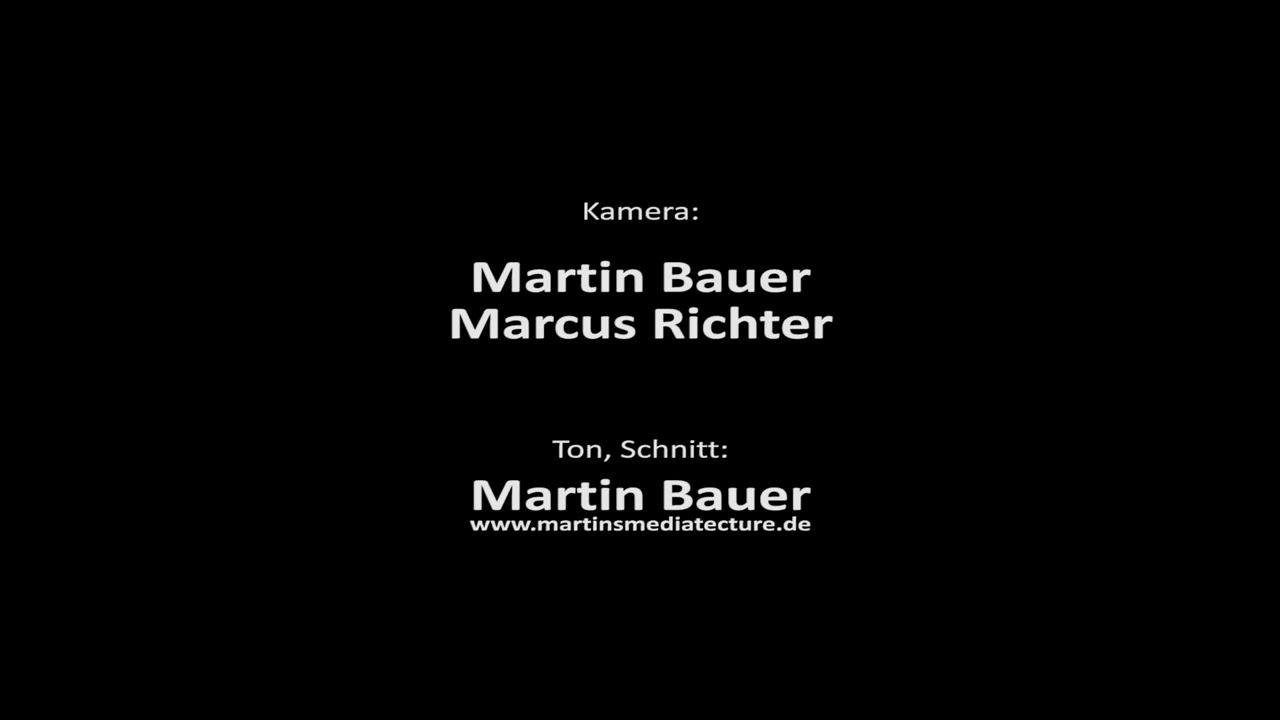 Kamera:
Martin Bauer
Marcus Richter
Ton, Schnitt:
Martin Bauer
www.martinsmediatecture.de